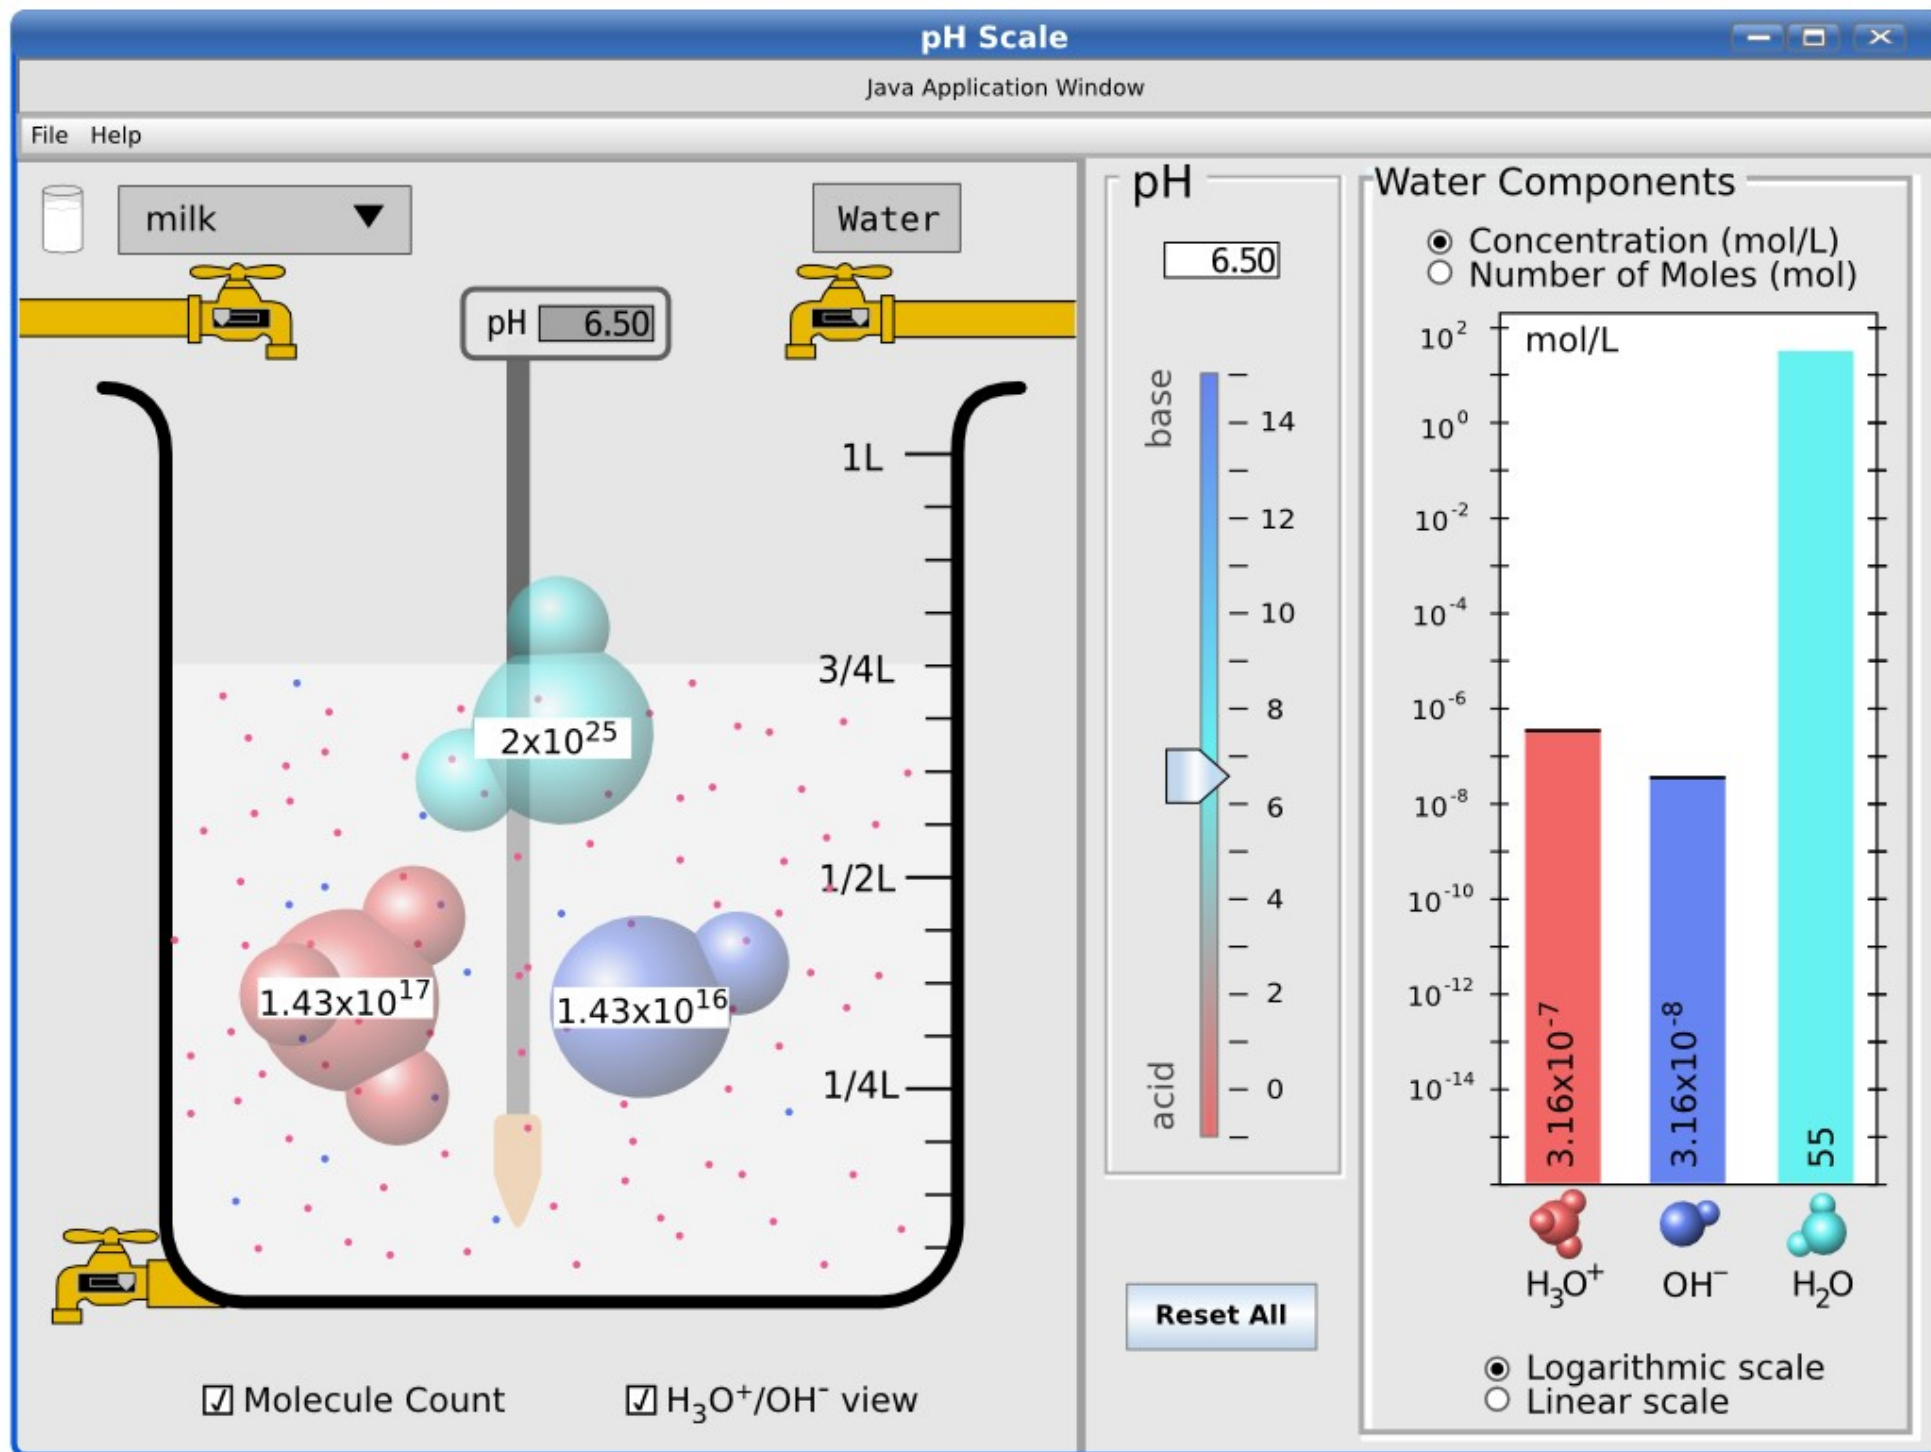 pH Scale
Java Application Window
File Help
milk
Water
pH 6.50
1L
3/4L
1/2L
1/4L
2x10²⁵
1.43x10¹⁷
1.43x10¹⁶
☑ Molecule Count
☑ H₃O⁺/OH⁻ view
pH
6.50
base
acid
14
12
10
8
6
4
2
0
Reset All
Water Components
Concentration (mol/L)
Number of Moles (mol)
mol/L
10²
10⁰
10⁻²
10⁻⁴
10⁻⁶
10⁻⁸
10⁻¹⁰
10⁻¹²
10⁻¹⁴
3.16x10⁻⁷
3.16x10⁻⁸
55
H₃O⁺
OH⁻
H₂O
Logarithmic scale
Linear scale